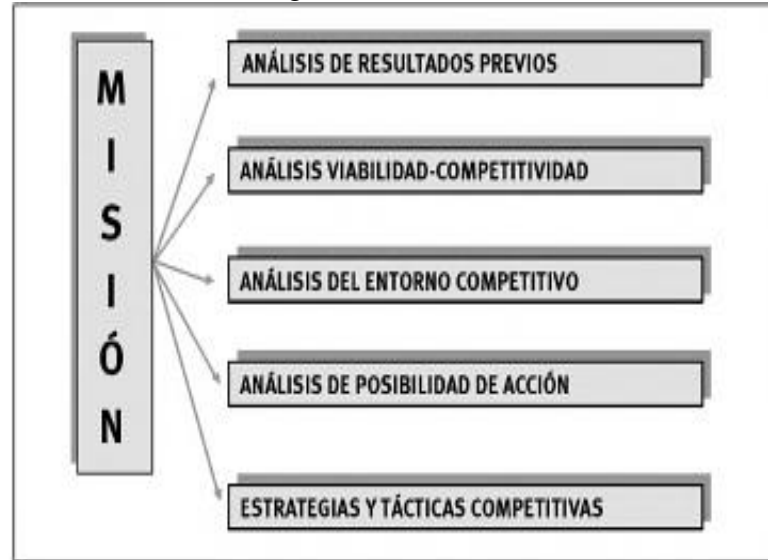 MISIÓN
ANÁLISIS DE RESULTADOS PREVIOS
ANÁLISIS VIABILIDAD-COMPETITIVIDAD
ANÁLISIS DEL ENTORNO COMPETITIVO
ANÁLISIS DE POSIBILIDAD DE ACCIÓN
ESTRATEGIAS Y TÁCTICAS COMPETITIVAS